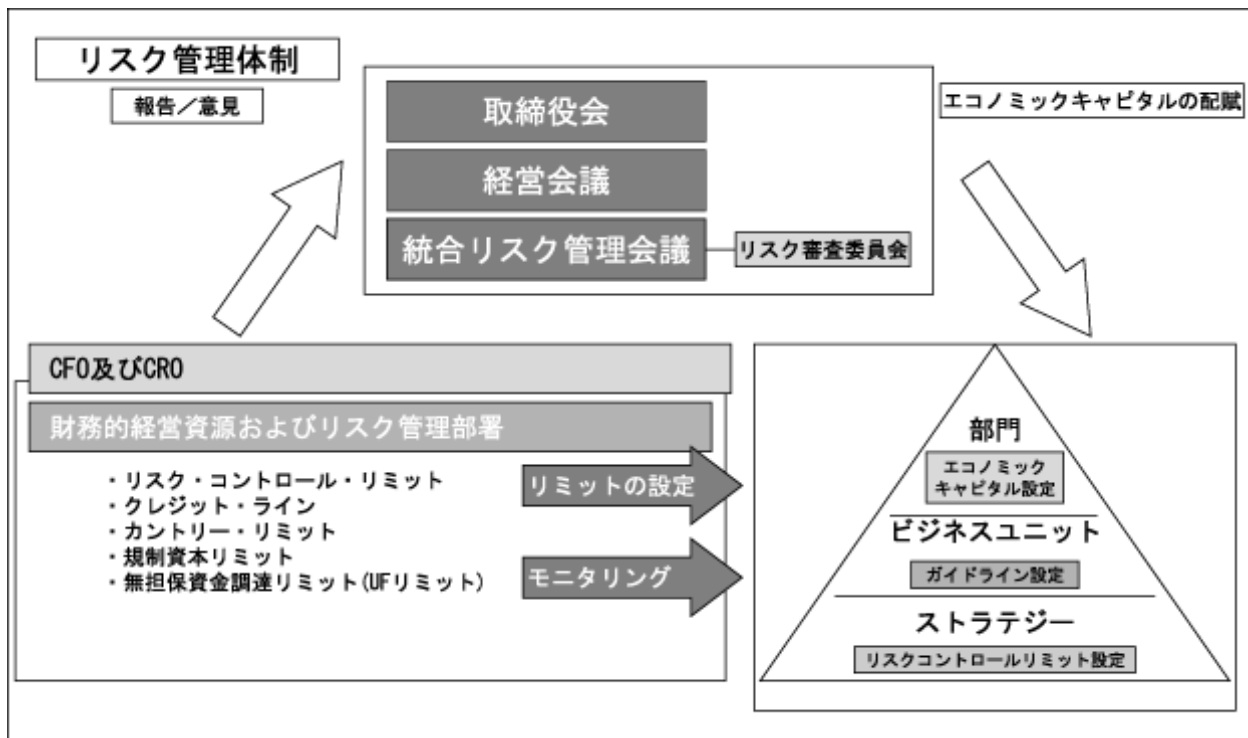 リスク管理体制
報告／意見
取締役会
経営会議
統合リスク管理会議
リスク審査委員会
エコノミックキャピタルの配賦
CFO及びCRO
財務的経営資源およびリスク管理部署
・リスク・コントロール・リミット
・クレジット・ライン
・カントリー・リミット
・規制資本リミット
・無担保資金調達リミット(UFリミット)
リミットの設定
モニタリング
部門
エコノミック
キャピタル設定
ビジネスユニット
ガイドライン設定
ストラテジー
リスクコントロールリミット設定